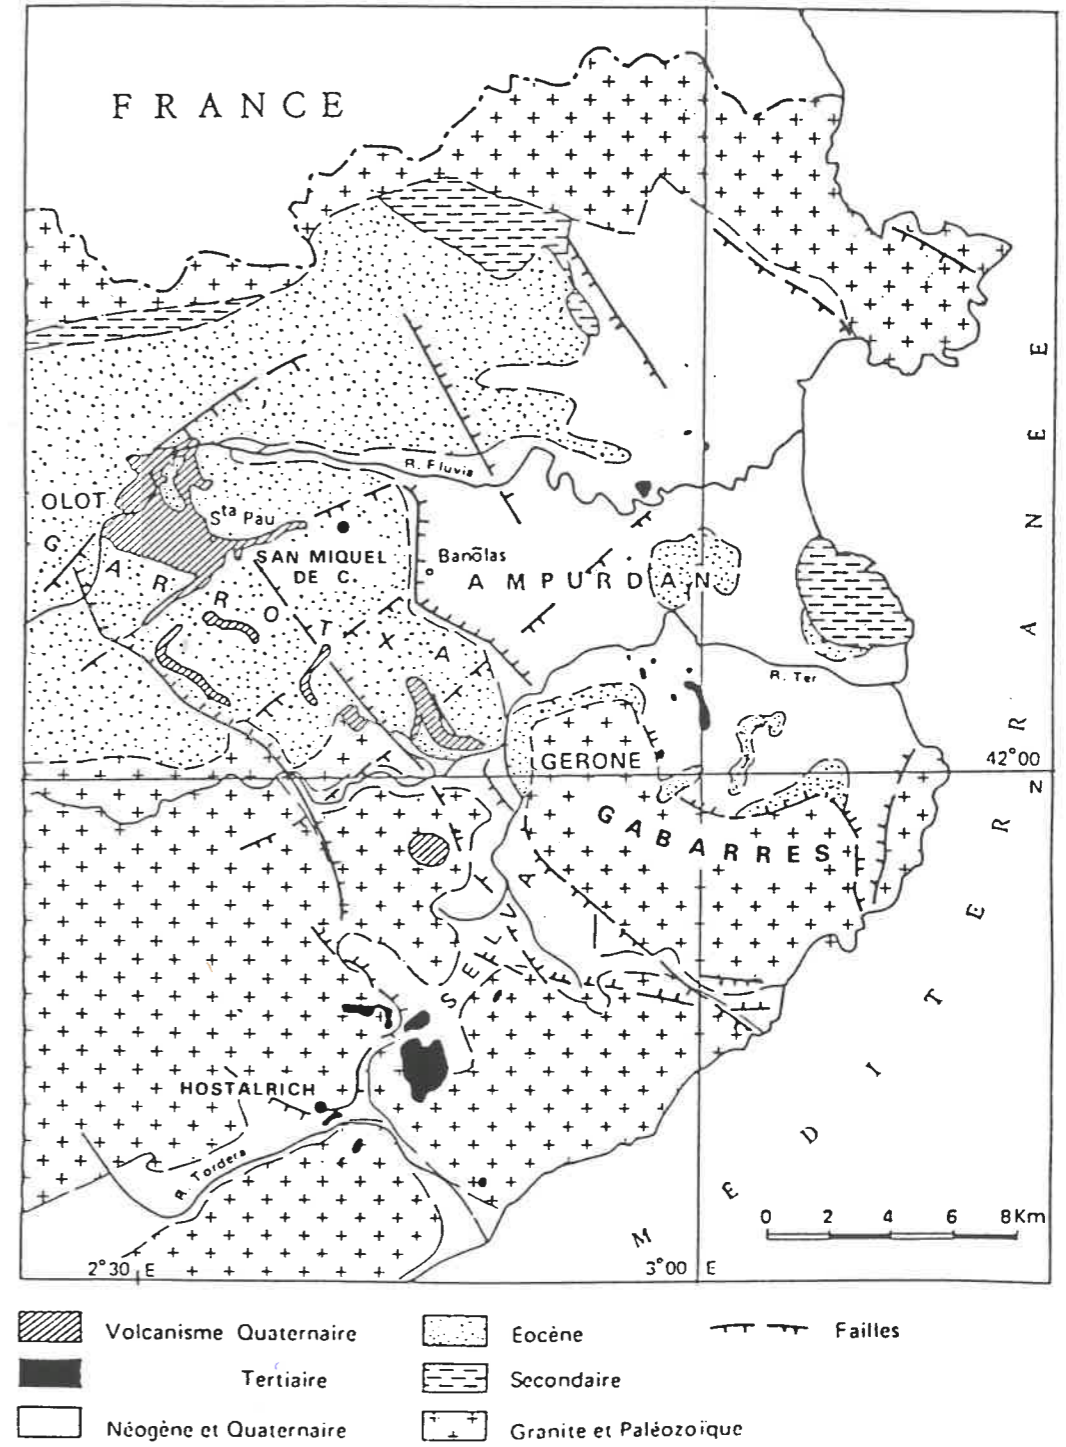 FRANCE
OLOT
Sta Pau
R. Fluvia
SAN MIQUEL
DE C.
Banõlas
GARROTXA
AMPURDAN
R. Ter
GERONE
42°00
N
GABARRES
SELVA
HOSTALRICH
R. Tordera
MEDITERRANEE
0 2 4 6 8 Km
2°30 E
3°00 E
Volcanisme Quaternaire
Tertiaire
Néogène et Quaternaire
Eocène
Secondaire
Granite et Paléozoïque
Failles